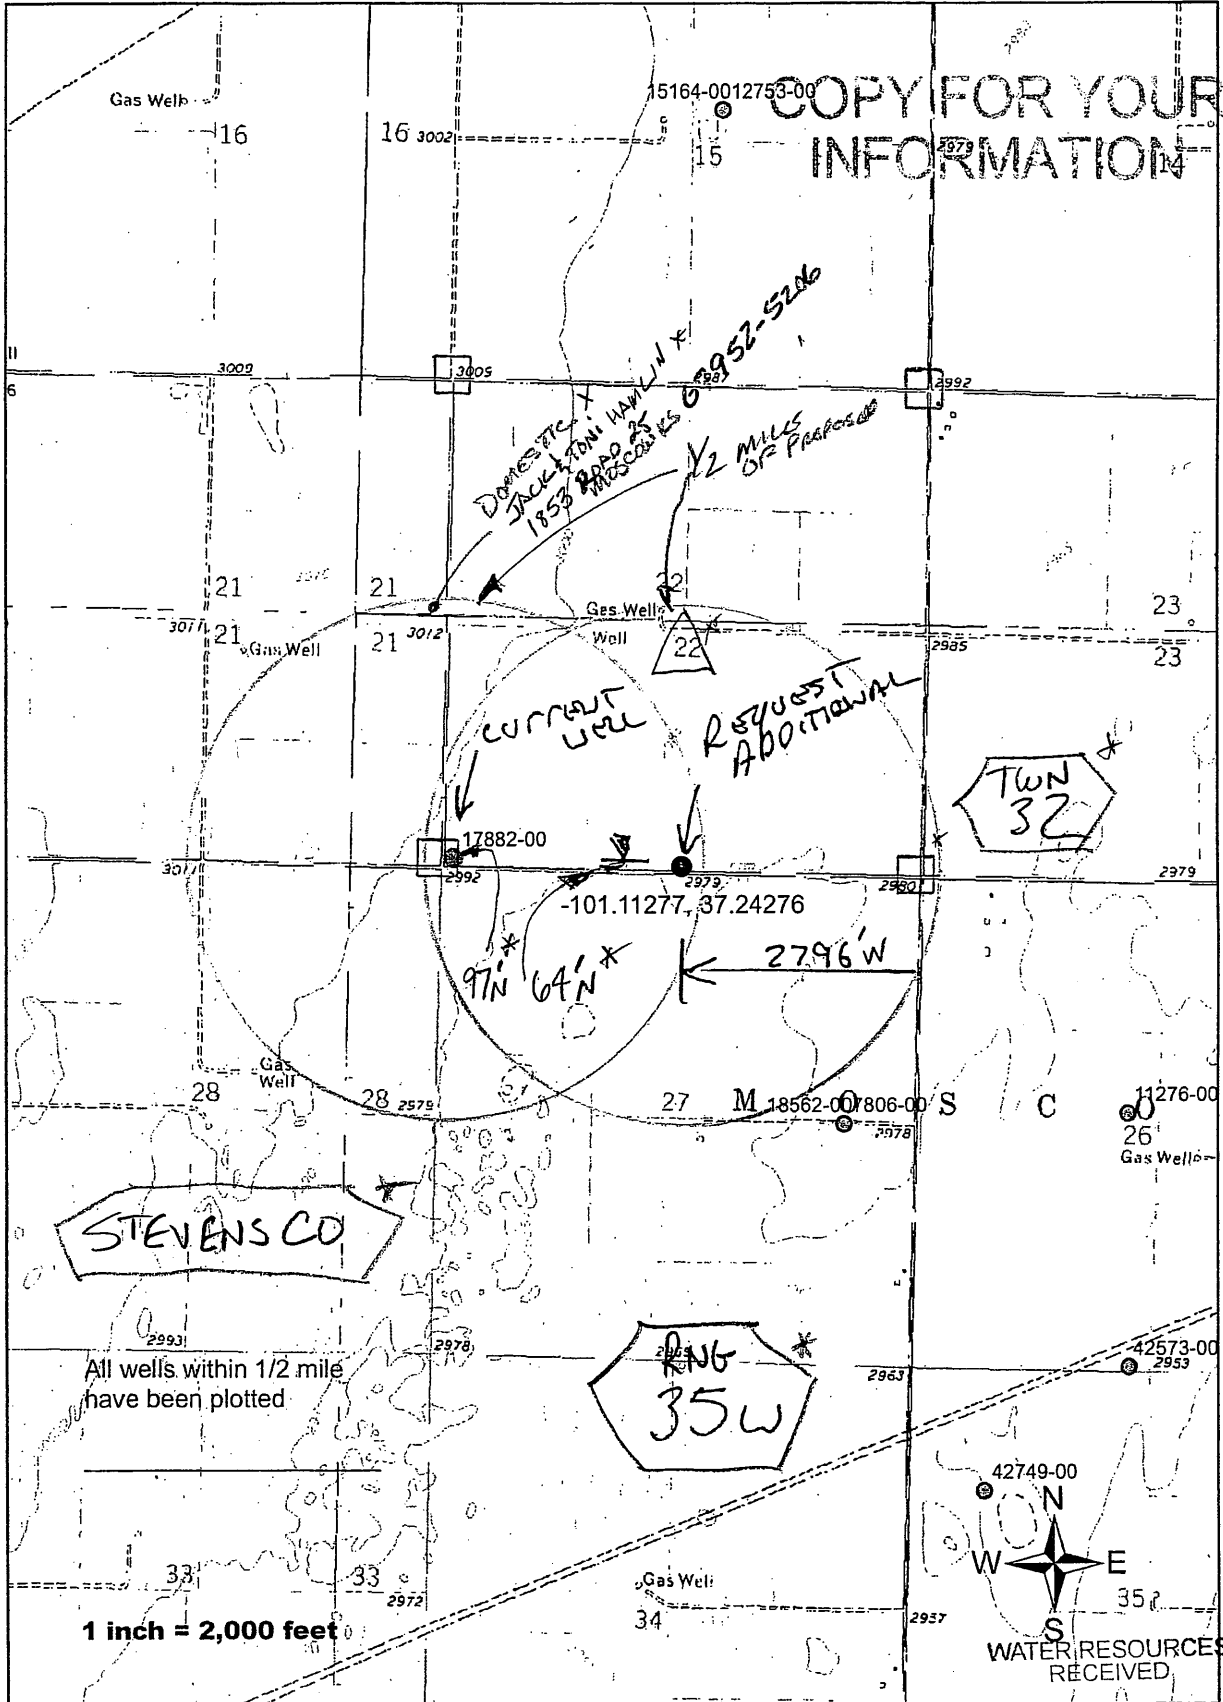 COPY FOR YOUR
INFORMATION
Gas Well
16
16
3002
15164-0012753-00
15
2979
14
3009
3009
2992
DOMESTIC
JACK & TONI HAMLIN *
1853 ROAD 25
MOSCOW KS
1/2 MILES
OF PROPOSED
21
21
22
23
3011
21
Gas Well
21
3012
Gas Well
Well
22
2985
23
CURRENT
WELL
REQUEST
ADDITIONAL
TWN
32
*
17882-00
3011
2992
2979
2980
2979
-101.11277, 37.24276
97'N *
64'N *
2796'W
Gas
Well
28
28
2979
27
M O S C O
18562-007806-00
2978
11276-00
26
Gas Well
STEVENS CO
*
2993
2978
RNG
35W
*
2963
42573-00
2953
All wells within 1/2 mile
have been plotted
42749-00
N
W E
S
33
33
2972
Gas Well
34
2957
35
1 inch = 2,000 feet
WATER RESOURCES
RECEIVED